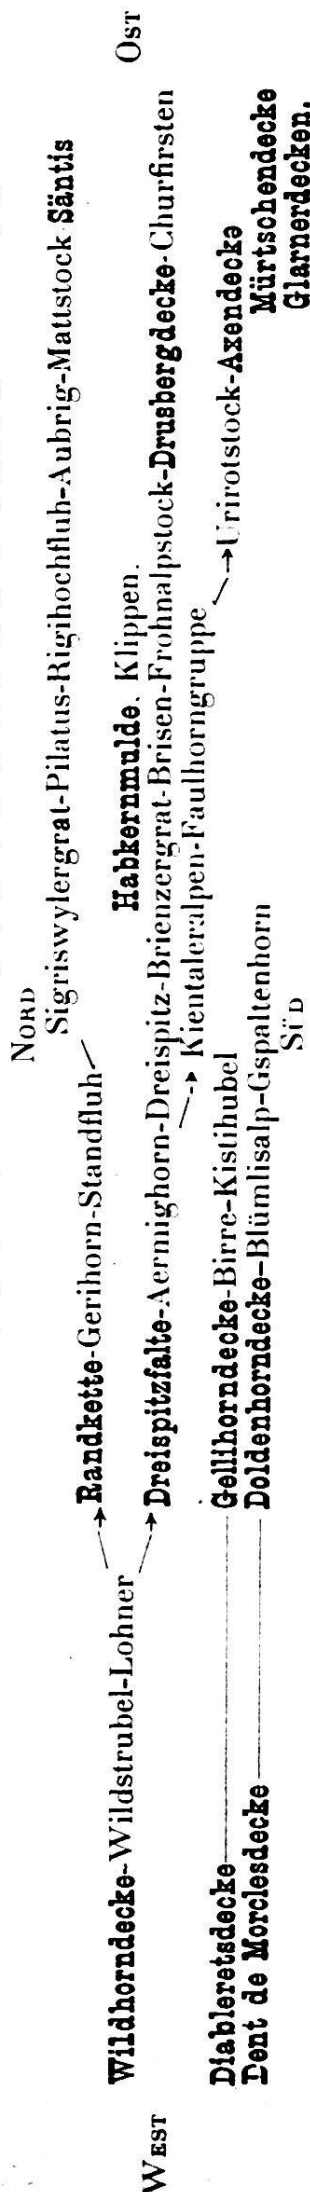 NORD
Sigriswylergrat-Pilatus-Rigihochfluh-Aubrig-Mattstock-Säntis
Randkette-Gerihorn-Standfluh
Habkernmulde. Klippen.
WEST
OST
Wildhorndecke-Wildstrubel-Lohner
Dreispitzfalte-Aermighorn-Dreispitz-Brienzergrat-Brisen-Frohnalpstock-Drusbergdecke-Churfirsten
Kientaleralpen-Faulhorngruppe
Urirotstock-Axendecke
Mürtschendecke
Glarnerdecken.
Diableretsdecke
Gellihorndecke-Birre-Kistihubel
Dent de Morclesdecke
Doldenhorndecke-Blümlisalp-Gspaltenhorn
SÜD